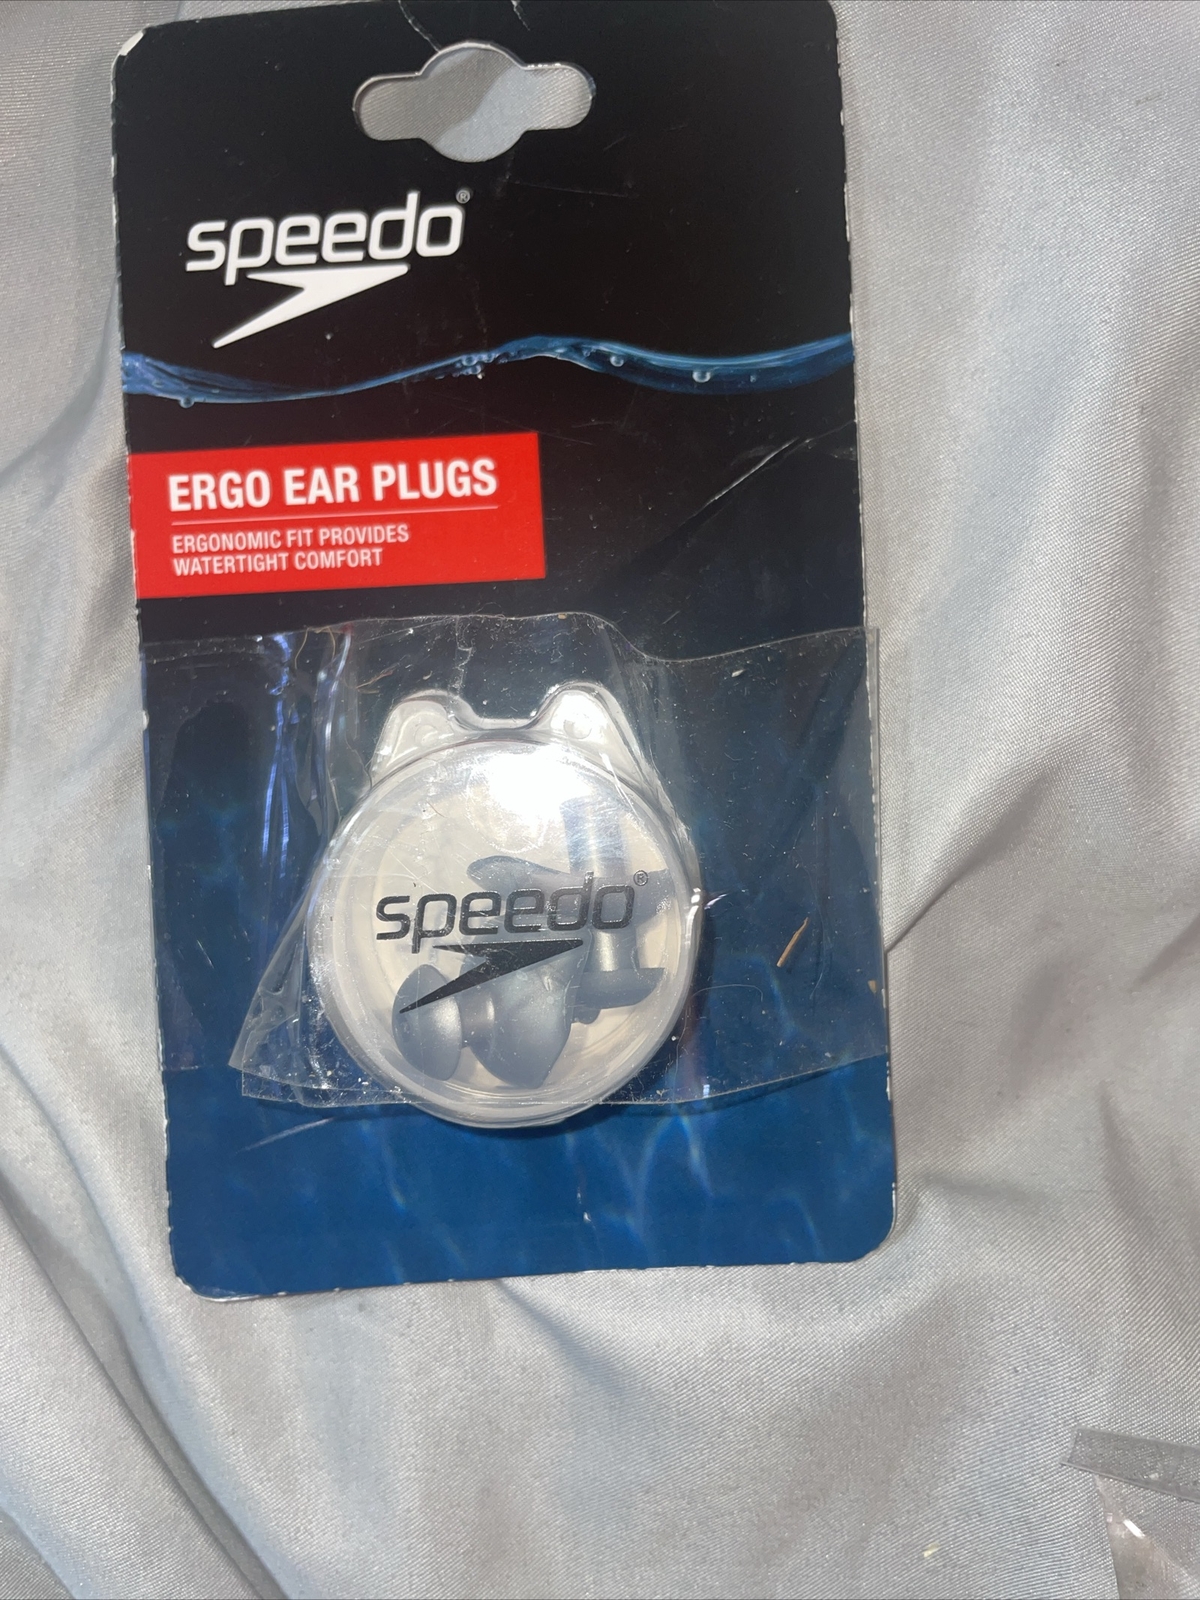 speedo®
ERGO EAR PLUGS
ERGONOMIC FIT PROVIDES
WATERTIGHT COMFORT
speedo®